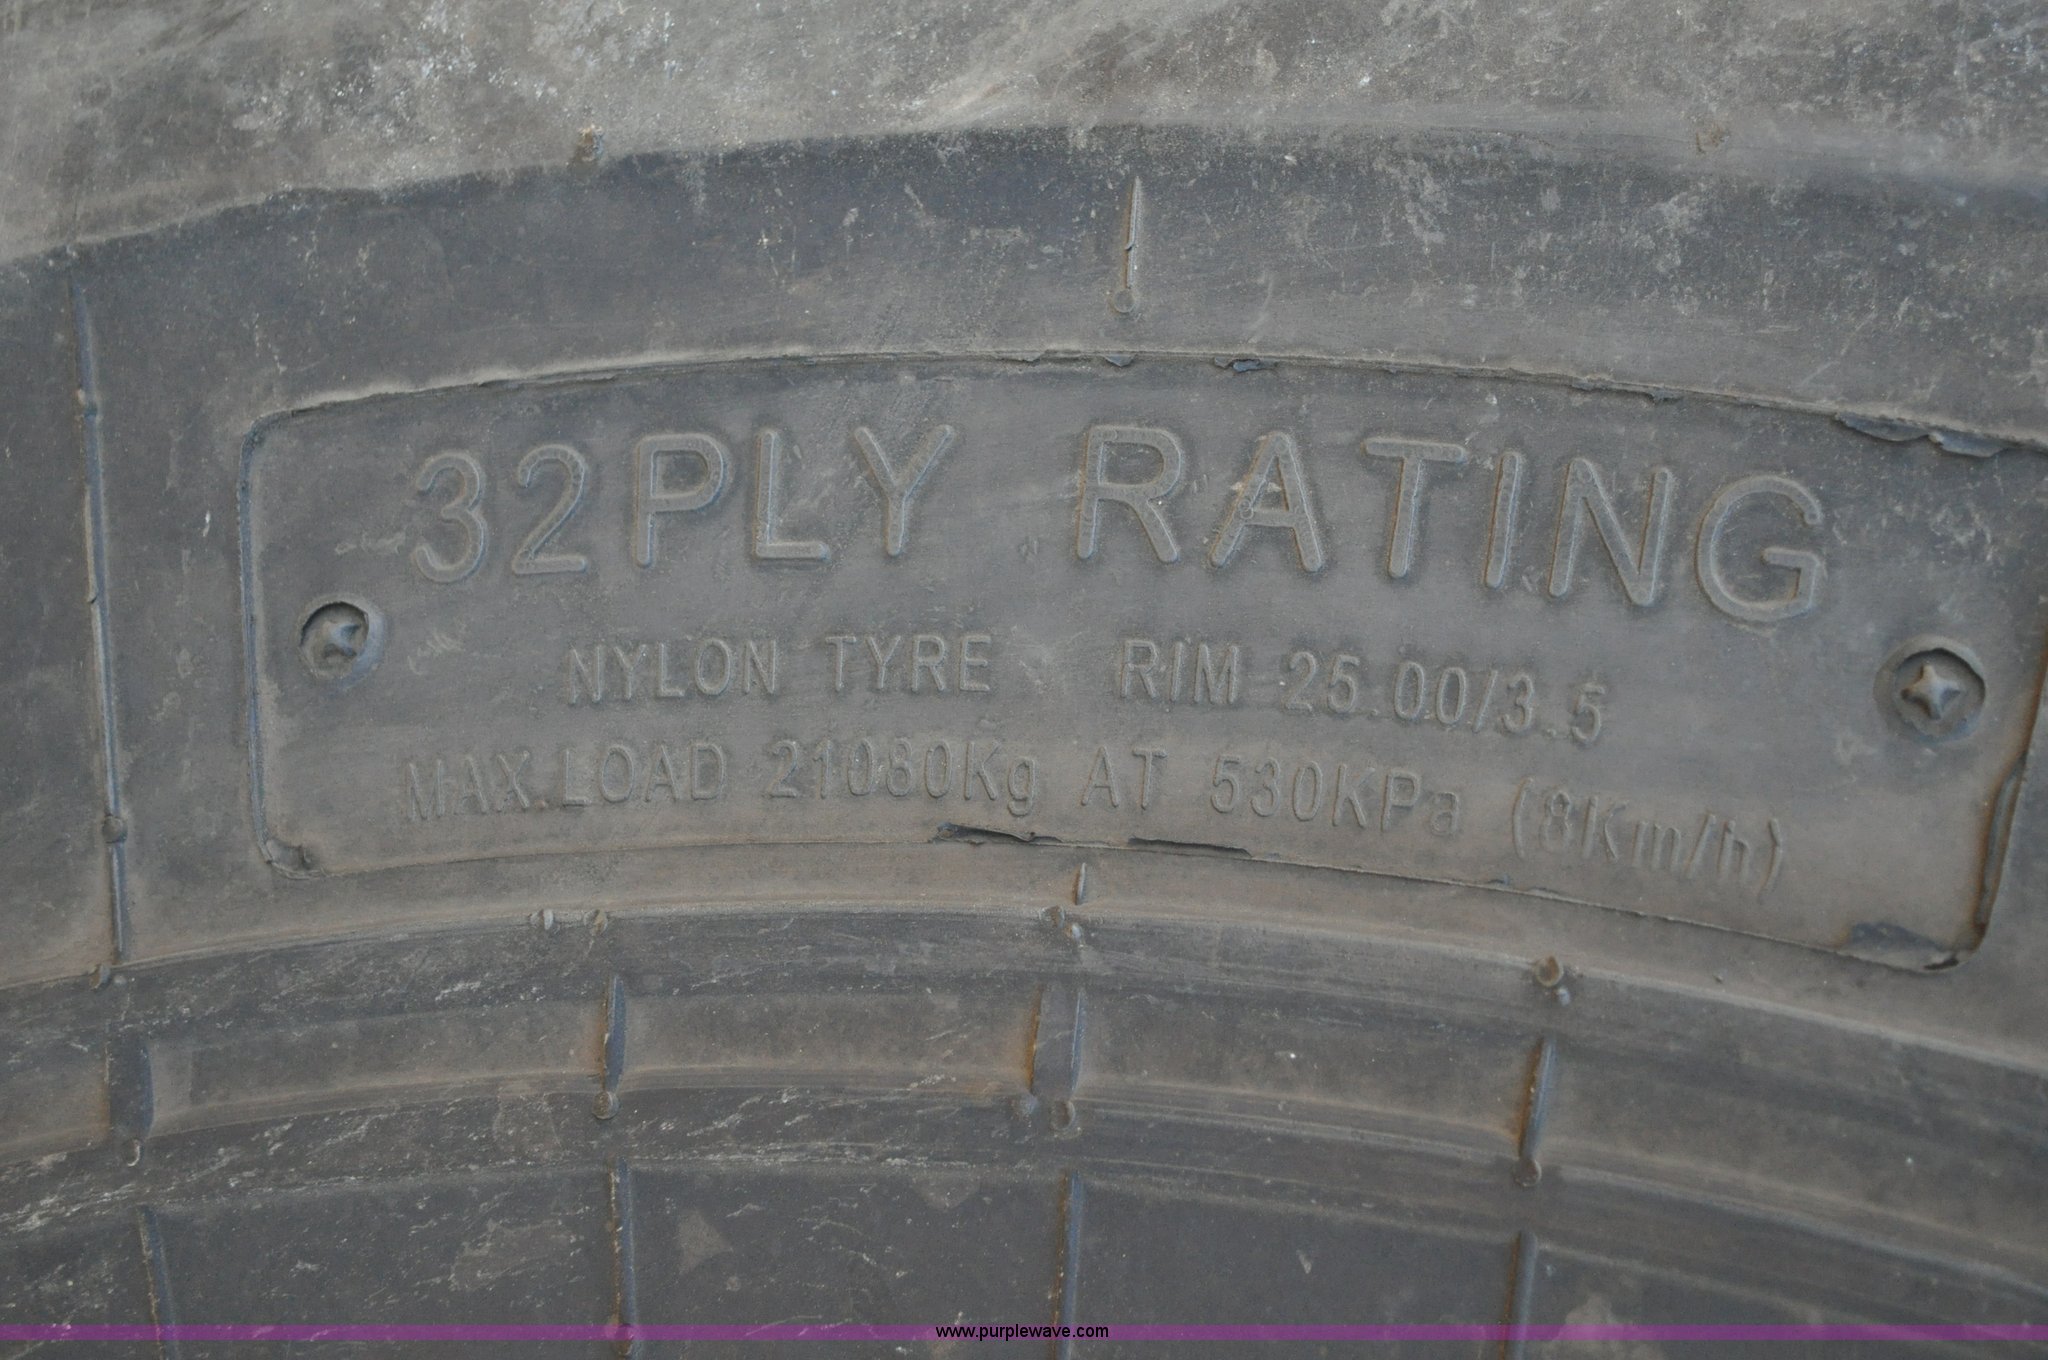 32PLY RATING
NYLON TYRE RIM 25.00/3.5
MAX.LOAD 21080Kg AT 530KPa (8Km/h)
www.purplewave.com